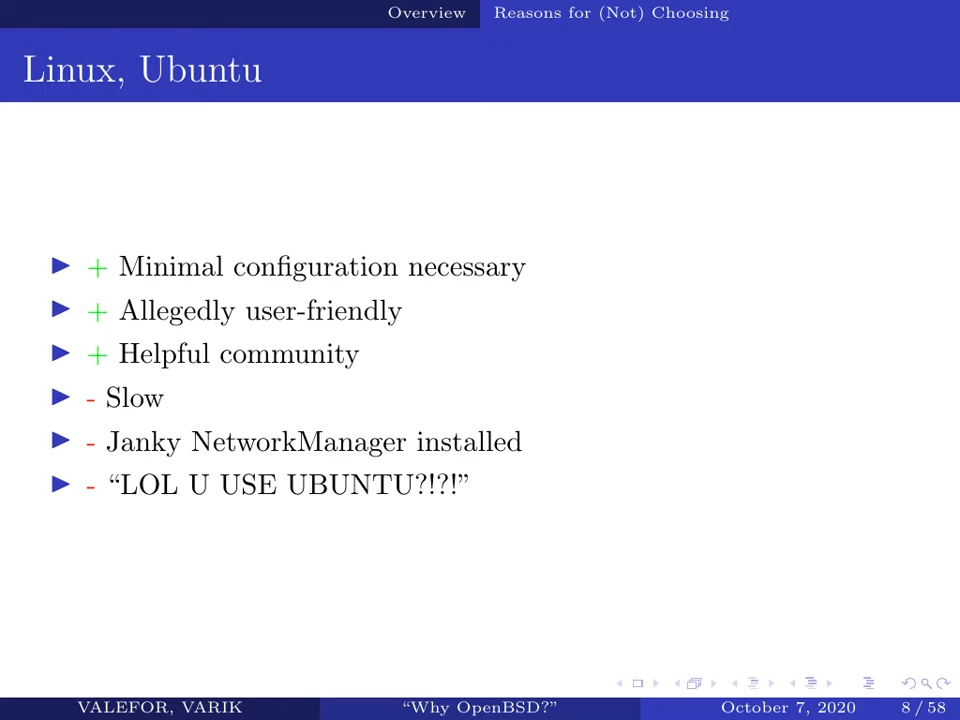 Overview Reasons for (Not) Choosing
Linux, Ubuntu
+ Minimal configuration necessary
+ Allegedly user-friendly
+ Helpful community
- Slow
- Janky NetworkManager installed
- “LOL U USE UBUNTU?!?!”
VALEFOR, VARIK “Why OpenBSD?” October 7, 2020 8 / 58